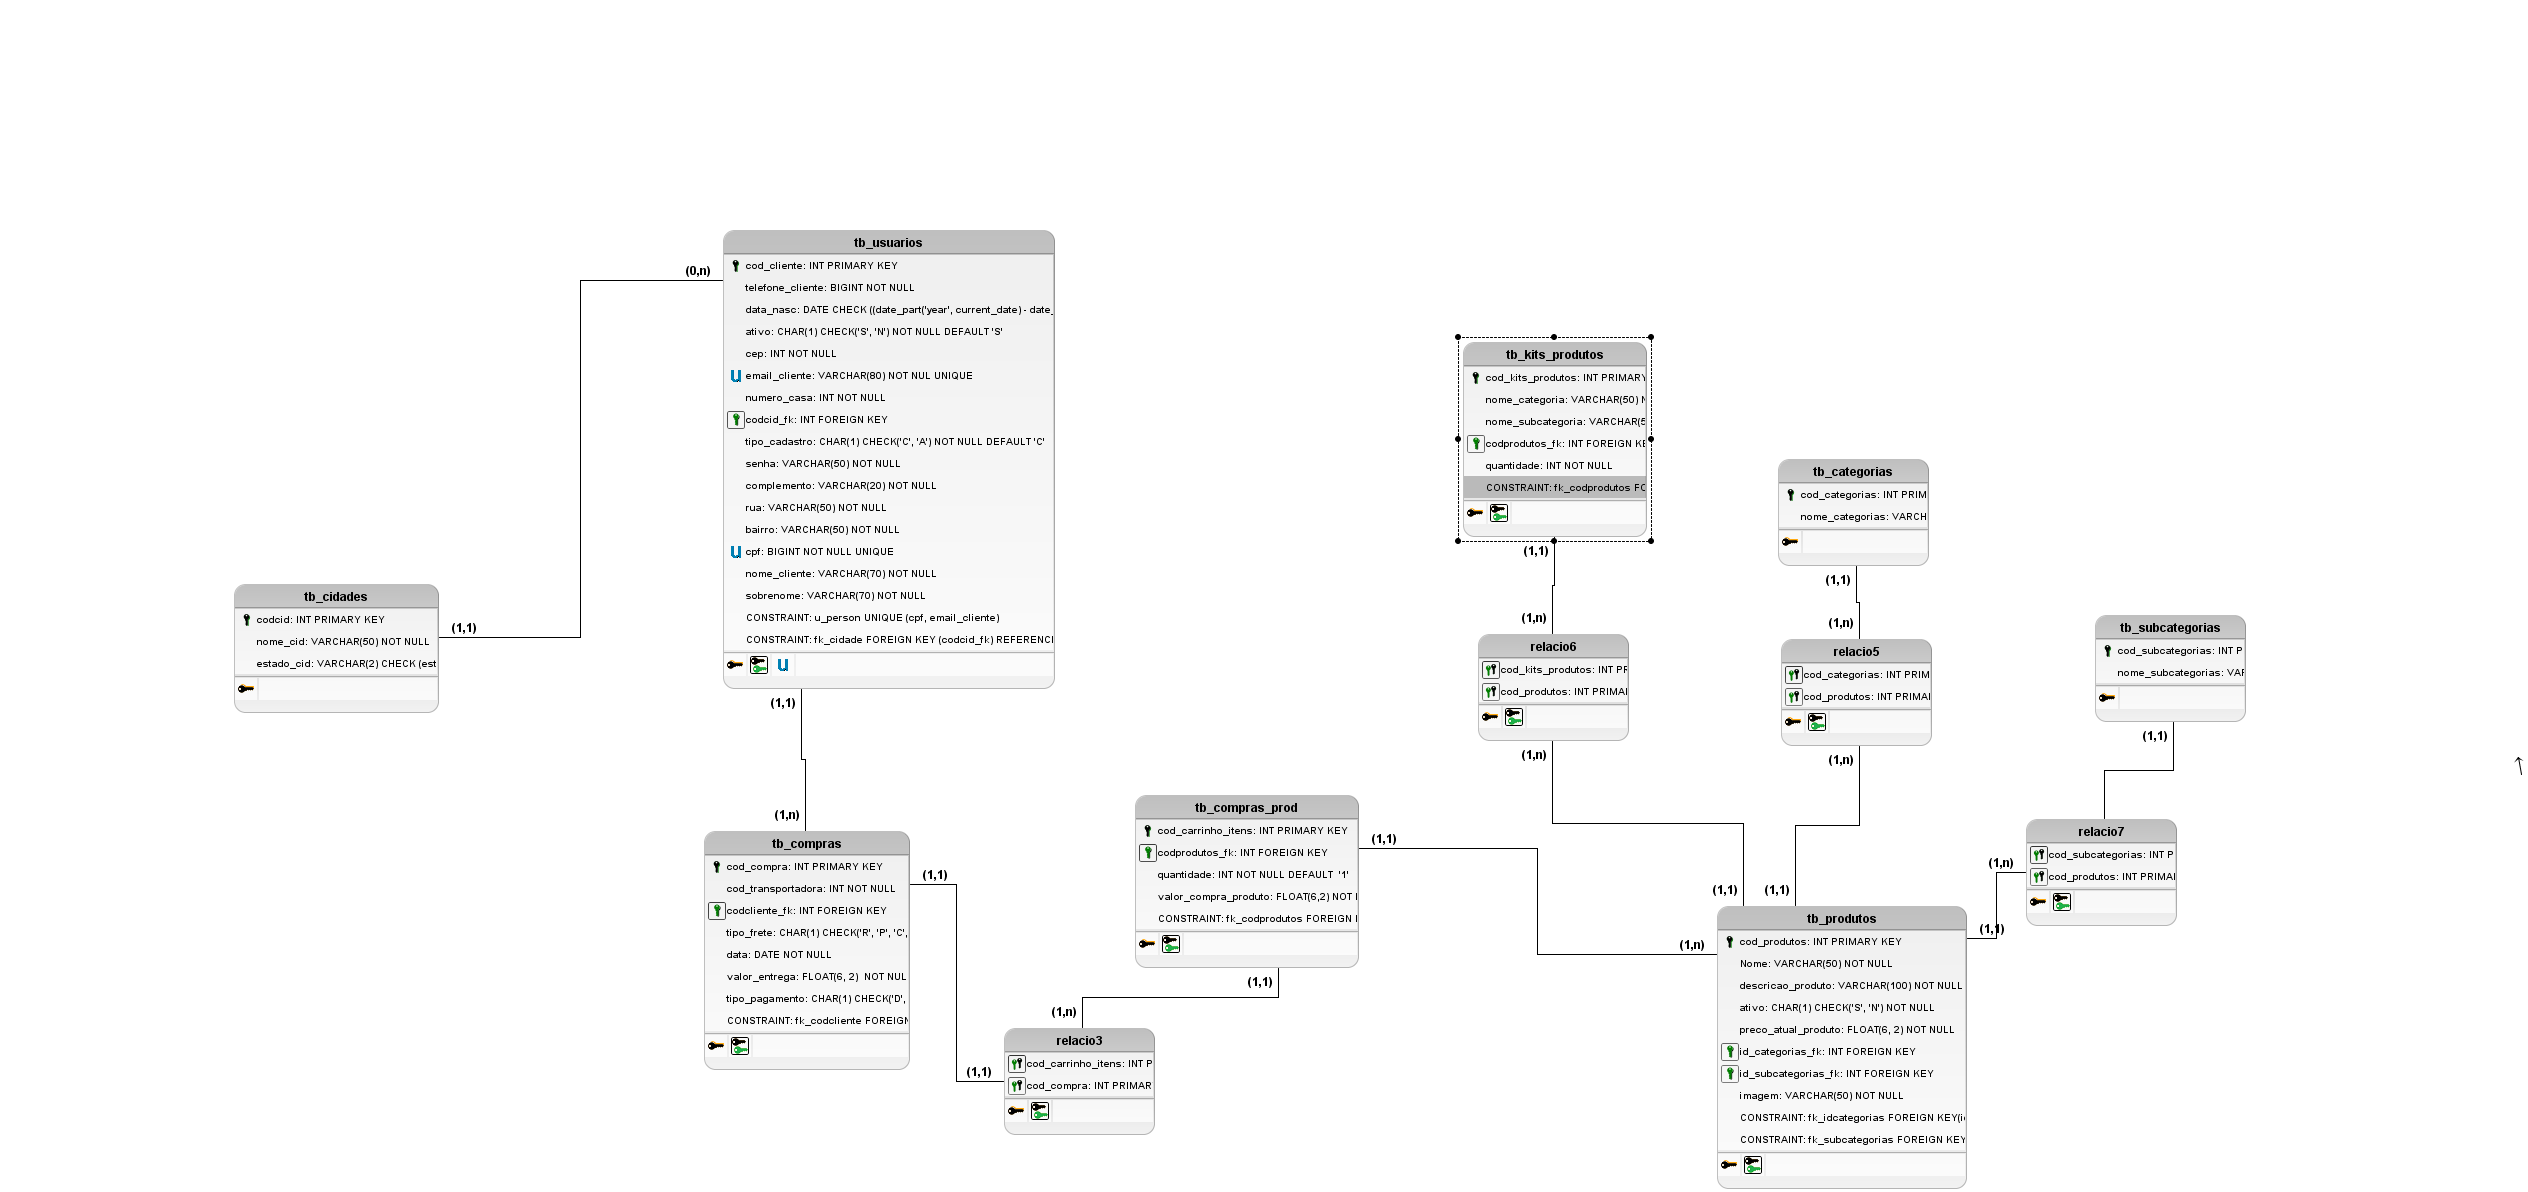 tb_usuarios
cod_cliente: INT PRIMARY KEY
telefone_cliente: BIGINT NOT NULL
data_nasc: DATE CHECK ((date_part('year', current_date) - date_
ativo: CHAR(1) CHECK('S', 'N') NOT NULL DEFAULT 'S'
cep: INT NOT NULL
u email_cliente: VARCHAR(80) NOT NUL UNIQUE
numero_casa: INT NOT NULL
codcid_fk: INT FOREIGN KEY
tipo_cadastro: CHAR(1) CHECK('C', 'A') NOT NULL DEFAULT 'C'
senha: VARCHAR(50) NOT NULL
complemento: VARCHAR(20) NOT NULL
rua: VARCHAR(50) NOT NULL
bairro: VARCHAR(50) NOT NULL
u cpf: BIGINT NOT NULL UNIQUE
nome_cliente: VARCHAR(70) NOT NULL
sobrenome: VARCHAR(70) NOT NULL
CONSTRAINT: u_person UNIQUE (cpf, email_cliente)
CONSTRAINT: fk_cidade FOREIGN KEY (codcid_fk) REFERENCI
u
(0,n)
(1,1)
tb_cidades
codcid: INT PRIMARY KEY
nome_cid: VARCHAR(50) NOT NULL
estado_cid: VARCHAR(2) CHECK (est
(1,1)
(1,n)
tb_compras
cod_compra: INT PRIMARY KEY
cod_transportadora: INT NOT NULL
codcliente_fk: INT FOREIGN KEY
tipo_frete: CHAR(1) CHECK('R', 'P', 'C',
data: DATE NOT NULL
valor_entrega: FLOAT(6, 2) NOT NUL
tipo_pagamento: CHAR(1) CHECK('D',
CONSTRAINT: fk_codcliente FOREIGN
(1,1)
(1,1)
relacio3
cod_carrinho_itens: INT P
cod_compra: INT PRIMAR
(1,n)
(1,1)
tb_compras_prod
cod_carrinho_itens: INT PRIMARY KEY
codprodutos_fk: INT FOREIGN KEY
quantidade: INT NOT NULL DEFAULT '1'
valor_compra_produto: FLOAT(6,2) NOT I
CONSTRAINT: fk_codprodutos FOREIGN I
(1,1)
(1,n)
tb_kits_produtos
cod_kits_produtos: INT PRIMARY
nome_categoria: VARCHAR(50) N
nome_subcategoria: VARCHAR(5
codprodutos_fk: INT FOREIGN KE
quantidade: INT NOT NULL
CONSTRAINT: fk_codprodutos FO
(1,1)
(1,n)
relacio6
cod_kits_produtos: INT PF
cod_produtos: INT PRIMAI
(1,n)
(1,1)
tb_categorias
cod_categorias: INT PRIM
nome_categorias: VARCH
(1,1)
(1,n)
relacio5
cod_categorias: INT PRIM
cod_produtos: INT PRIMAI
(1,n)
(1,1)
tb_subcategorias
cod_subcategorias: INT P
nome_subcategorias: VAF
(1,1)
relacio7
cod_subcategorias: INT P
cod_produtos: INT PRIMAI
(1,n)
(1,1)
tb_produtos
cod_produtos: INT PRIMARY KEY
Nome: VARCHAR(50) NOT NULL
descricao_produto: VARCHAR(100) NOT NULL
ativo: CHAR(1) CHECK('S', 'N') NOT NULL
preco_atual_produto: FLOAT(6, 2) NOT NULL
id_categorias_fk: INT FOREIGN KEY
id_subcategorias_fk: INT FOREIGN KEY
imagem: VARCHAR(50) NOT NULL
CONSTRAINT: fk_idcategorias FOREIGN KEY(i
CONSTRAINT: fk_subcategorias FOREIGN KEY